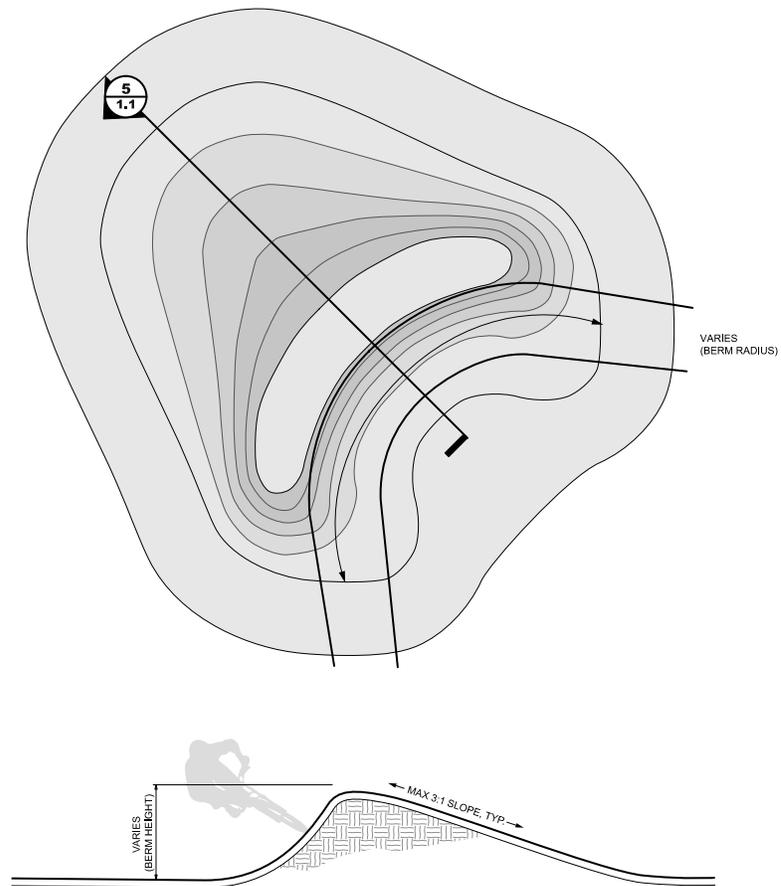 5
1.1
VARIES
(BERM RADIUS)
MAX 3:1 SLOPE, TYP.
VARIES
(BERM HEIGHT)